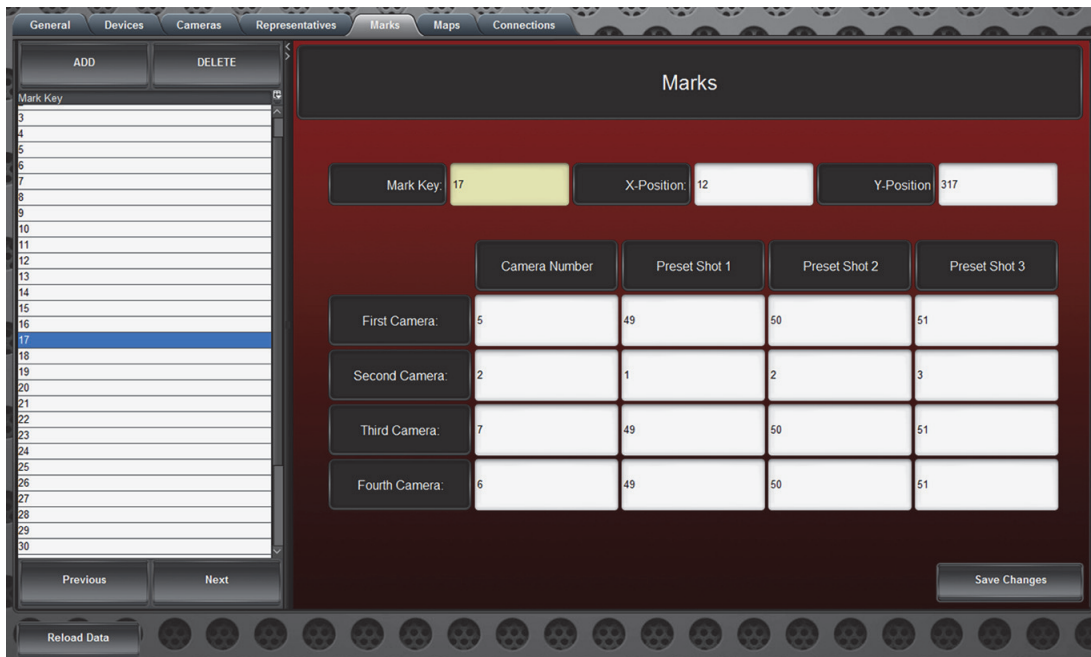 General Devices Cameras Representatives Marks Maps Connections
ADD DELETE
Marks
Mark Key
3
4
5
6
7
8
9
10
11
12
13
14
15
16
17
18
19
20
21
22
23
24
25
26
27
28
29
30
Mark Key: 17 X-Position: 12 Y-Position 317
Camera Number Preset Shot 1 Preset Shot 2 Preset Shot 3
First Camera: 5 49 50 51
Second Camera: 2 1 2 3
Third Camera: 7 49 50 51
Fourth Camera: 6 49 50 51
Previous Next
Save Changes
Reload Data